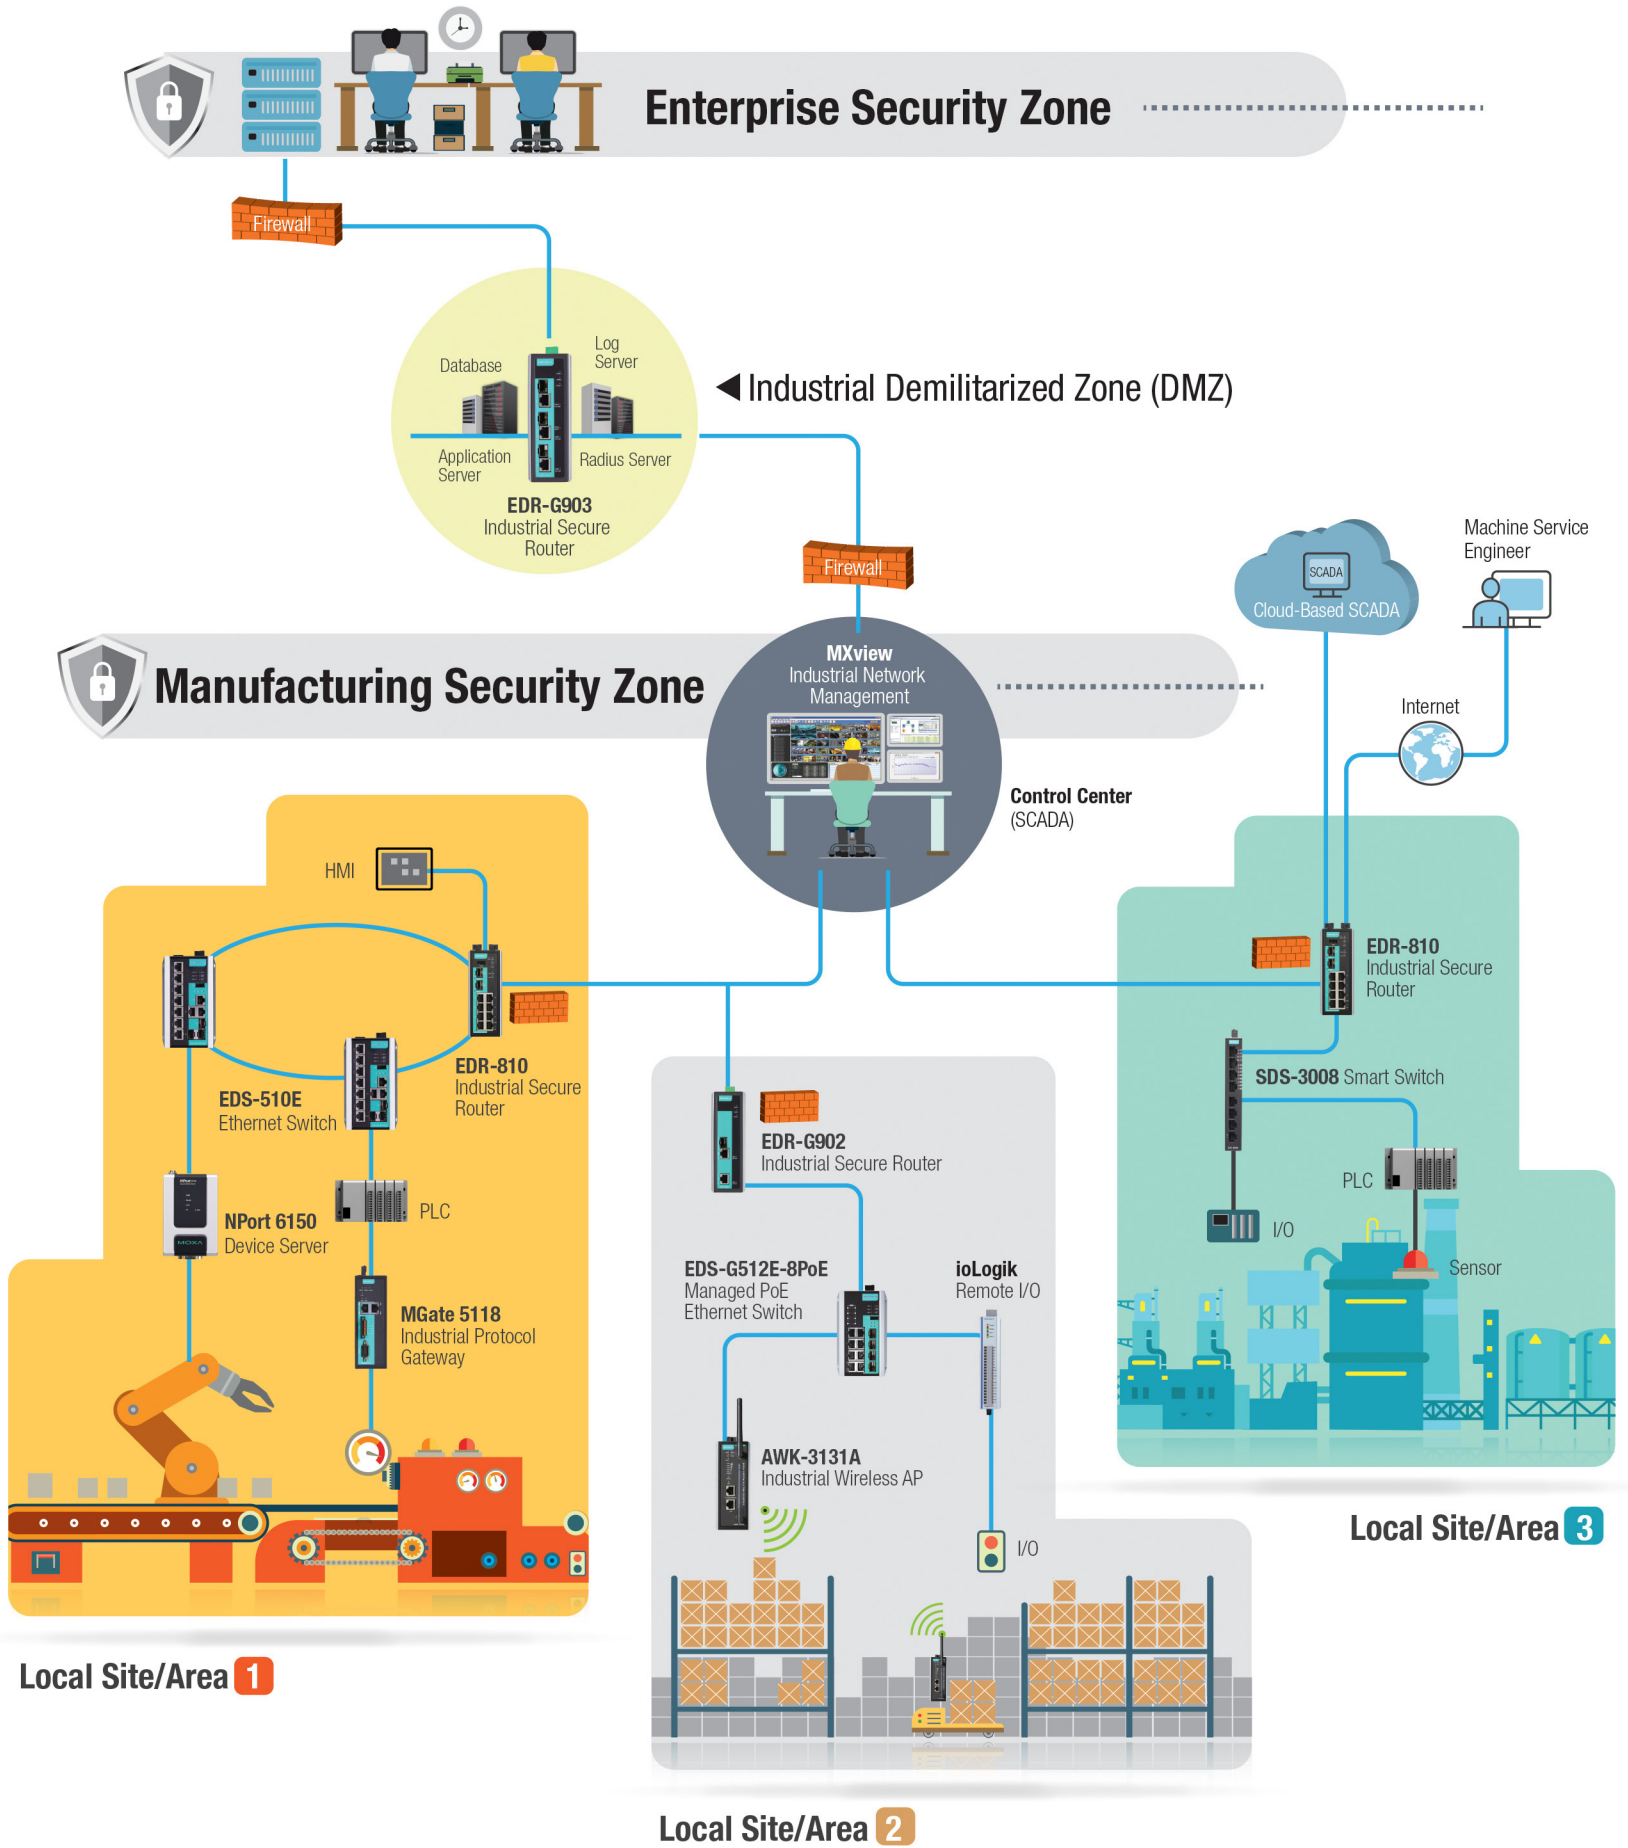 Enterprise Security Zone
Firewall
Database
Log
Server
Industrial Demilitarized Zone (DMZ)
Application
Server
Radius Server
EDR-G903
Industrial Secure
Router
Firewall
SCADA
Cloud-Based SCADA
Machine Service
Engineer
Manufacturing Security Zone
MXview
Industrial Network
Management
Internet
Control Center
(SCADA)
HMI
EDR-810
Industrial Secure
Router
EDS-510E
Ethernet Switch
EDR-810
Industrial Secure
Router
SDS-3008 Smart Switch
EDR-G902
Industrial Secure Router
PLC
NPort 6150
Device Server
MOXA
PLC
I/O
Sensor
EDS-G512E-8PoE
Managed PoE
Ethernet Switch
ioLogik
Remote I/O
MGate 5118
Industrial Protocol
Gateway
AWK-3131A
Industrial Wireless AP
I/O
Local Site/Area 3
Local Site/Area 1
Local Site/Area 2